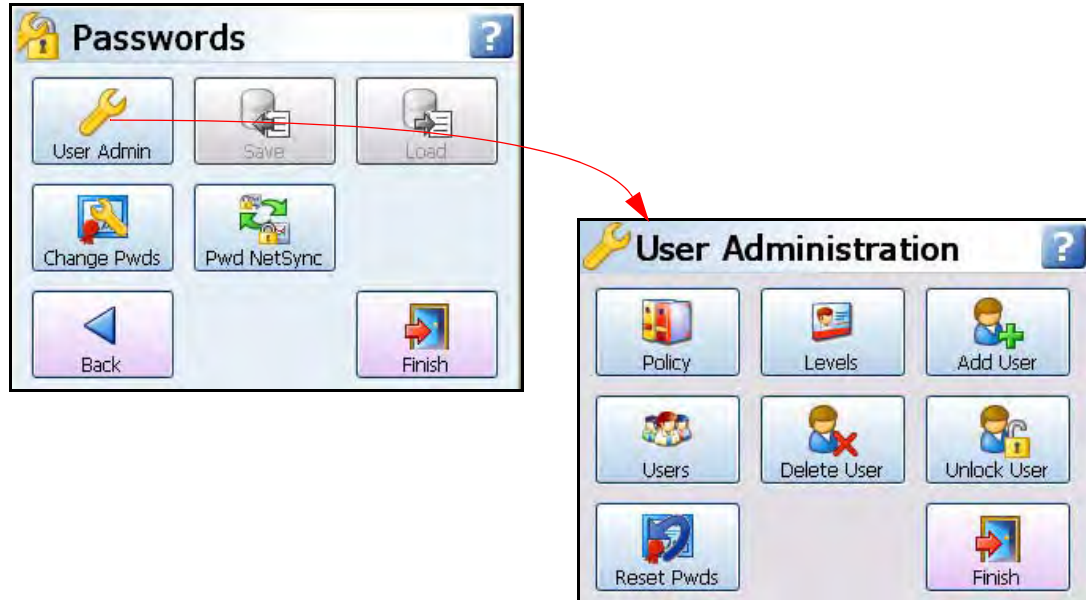 Passwords
?
User Admin
Save
Load
Change Pwds
Pwd NetSync
Back
Finish
User Administration
?
Policy
Levels
Add User
Users
Delete User
Unlock User
Reset Pwds
Finish